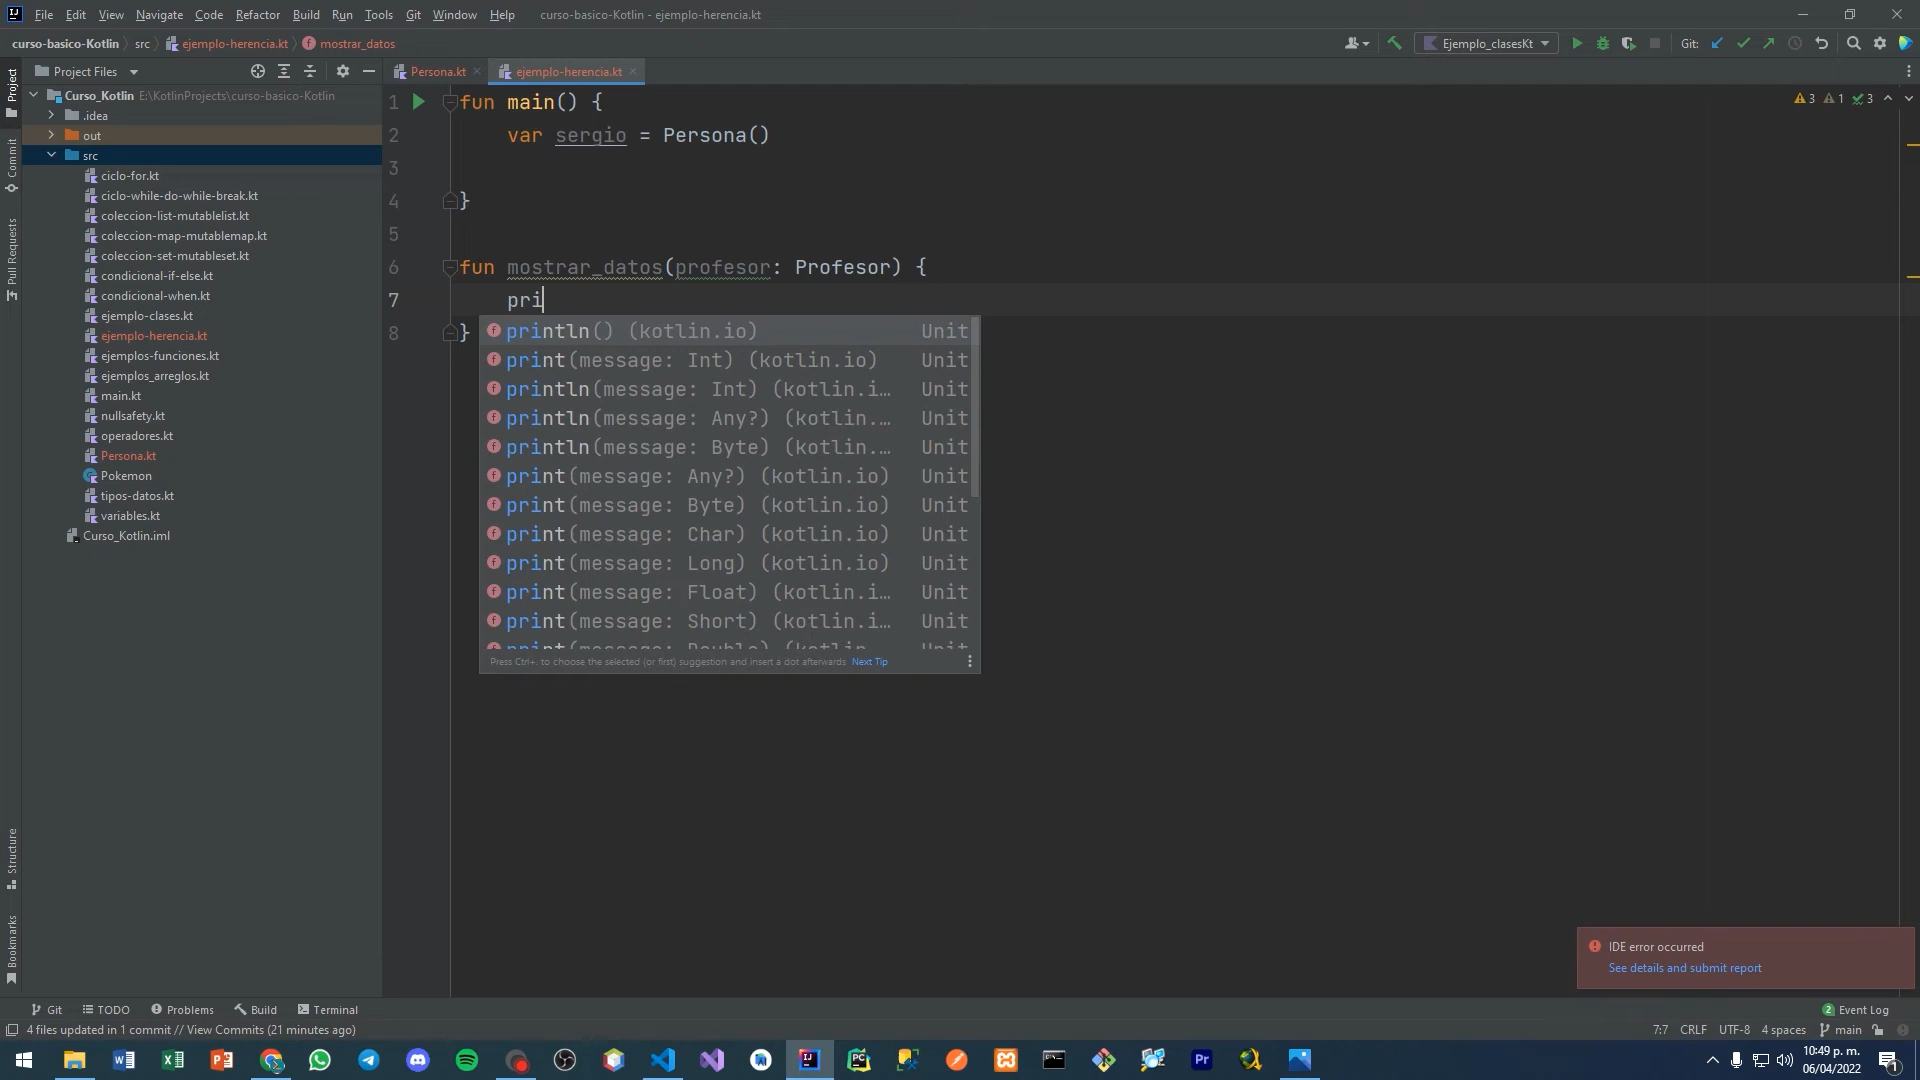 File Edit View Navigate Code Refactor Build Run Tools Git Window Help curso-basico-Kotlin - ejemplo-herencia.kt
curso-basico-Kotlin src ejemplo-herencia.kt mostrar_datos
Ejemplo_clasesKt Git:
Project Files
Persona.kt ejemplo-herencia.kt
Project
Commit
Pull Requests
Structure
Bookmarks
Curso_Kotlin E:\KotlinProjects\curso-basico-Kotlin
.idea
out
src
ciclo-for.kt
ciclo-while-do-while-break.kt
coleccion-list-mutablelist.kt
coleccion-map-mutablemap.kt
coleccion-set-mutableset.kt
condicional-if-else.kt
condicional-when.kt
ejemplo-clases.kt
ejemplo-herencia.kt
ejemplos-funciones.kt
ejemplos_arreglos.kt
main.kt
nullsafety.kt
operadores.kt
Persona.kt
Pokemon
tipos-datos.kt
variables.kt
Curso_Kotlin.iml
1 fun main() {
2 var sergio = Persona()
3
4 }
5
6 fun mostrar_datos(profesor: Profesor) {
7 pri
8 }
3 1 3
println() (kotlin.io) Unit
print(message: Int) (kotlin.io) Unit
println(message: Int) (kotlin.i… Unit
println(message: Any?) (kotlin.… Unit
println(message: Byte) (kotlin.… Unit
print(message: Any?) (kotlin.io) Unit
print(message: Byte) (kotlin.io) Unit
print(message: Char) (kotlin.io) Unit
print(message: Long) (kotlin.io) Unit
print(message: Float) (kotlin.i… Unit
print(message: Short) (kotlin.i… Unit
print(message: Double) (kotlin… Unit
Press Ctrl+. to choose the selected (or first) suggestion and insert a dot afterwards Next Tip
IDE error occurred
See details and submit report
Git TODO Problems Build Terminal 2 Event Log
4 files updated in 1 commit // View Commits (21 minutes ago) 7:7 CRLF UTF-8 4 spaces main
10:49 p. m.
06/04/2022
1